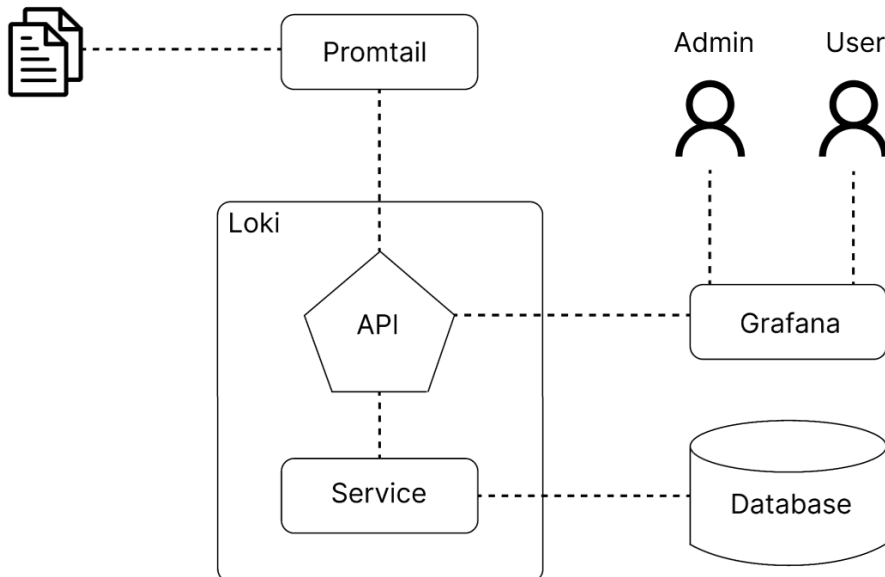 Promtail
Admin
User
Loki
API
Grafana
Service
Database